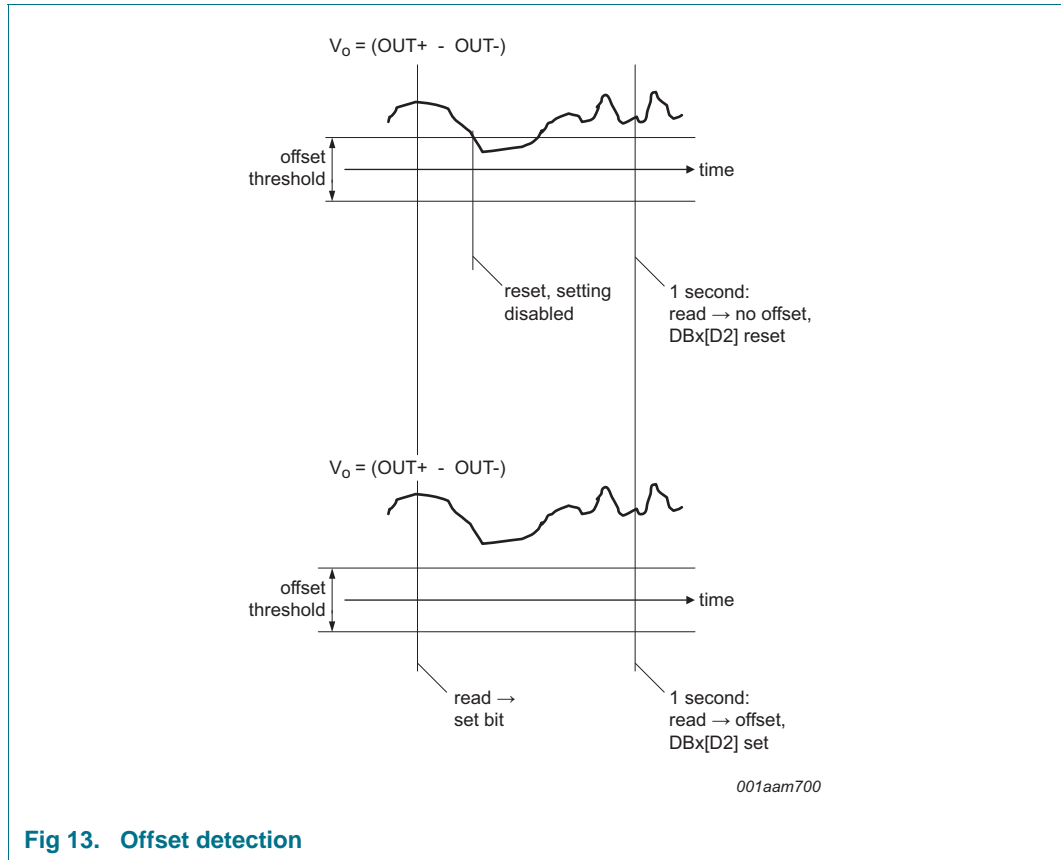 Vo = (OUT+ - OUT-)
offset
threshold
time
reset, setting
disabled
1 second:
read → no offset,
DBx[D2] reset
Vo = (OUT+ - OUT-)
offset
threshold
time
read →
set bit
1 second:
read → offset,
DBx[D2] set
001aam700
Fig 13. Offset detection